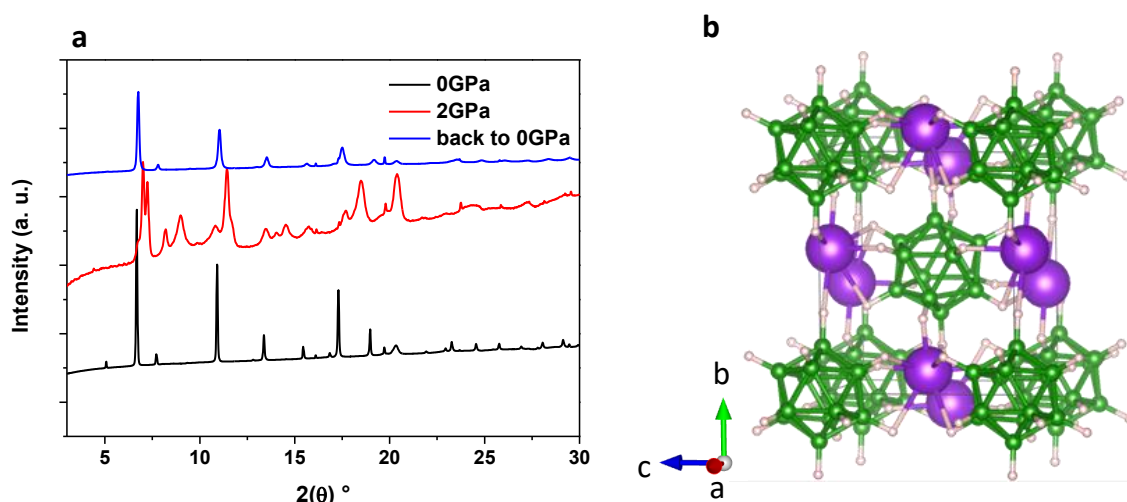 a
0GPa
2GPa
back to 0GPa
Intensity (a. u.)
5 10 15 20 25 30
2(θ) °
b
b
c
a